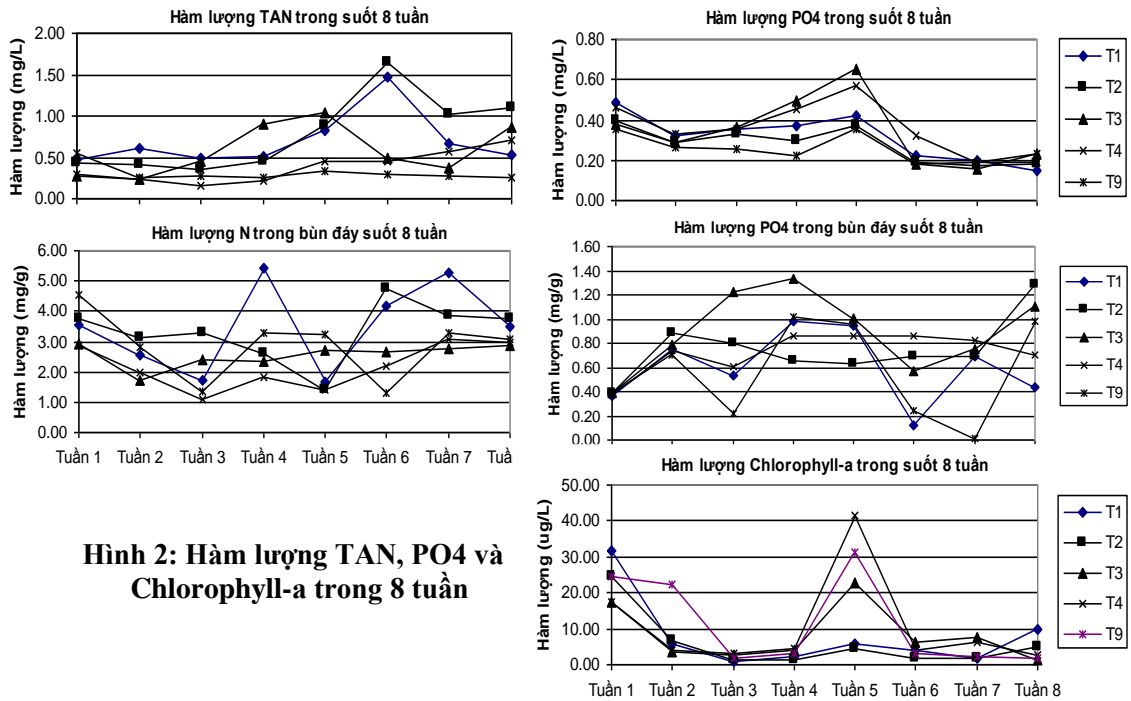 Hàm lượng TAN trong suốt 8 tuần
Hàm lượng (mg/L)
2.00
1.50
1.00
0.50
0.00
Hàm lượng PO4 trong suốt 8 tuần
Hàm lượng (mg/L)
0.80
0.60
0.40
0.20
0.00
T1
T2
T3
T4
T9
Hàm lượng N trong bùn đáy suốt 8 tuần
Hàm lượng (mg/g)
6.00
5.00
4.00
3.00
2.00
1.00
0.00
Tuần 1 Tuần 2 Tuần 3 Tuần 4 Tuần 5 Tuần 6 Tuần 7 Tuầ
Hàm lượng PO4 trong bùn đáy suốt 8 tuần
Hàm lượng (mg/g)
1.60
1.40
1.20
1.00
0.80
0.60
0.40
0.20
0.00
T1
T2
T3
T4
T9
Hàm lượng Chlorophyll-a trong suốt 8 tuần
Hàm lượng (ug/L)
50.00
40.00
30.00
20.00
10.00
0.00
Tuần 1 Tuần 2 Tuần 3 Tuần 4 Tuần 5 Tuần 6 Tuần 7 Tuần 8
T1
T2
T3
T4
T9
Hình 2: Hàm lượng TAN, PO4 và
Chlorophyll-a trong 8 tuần